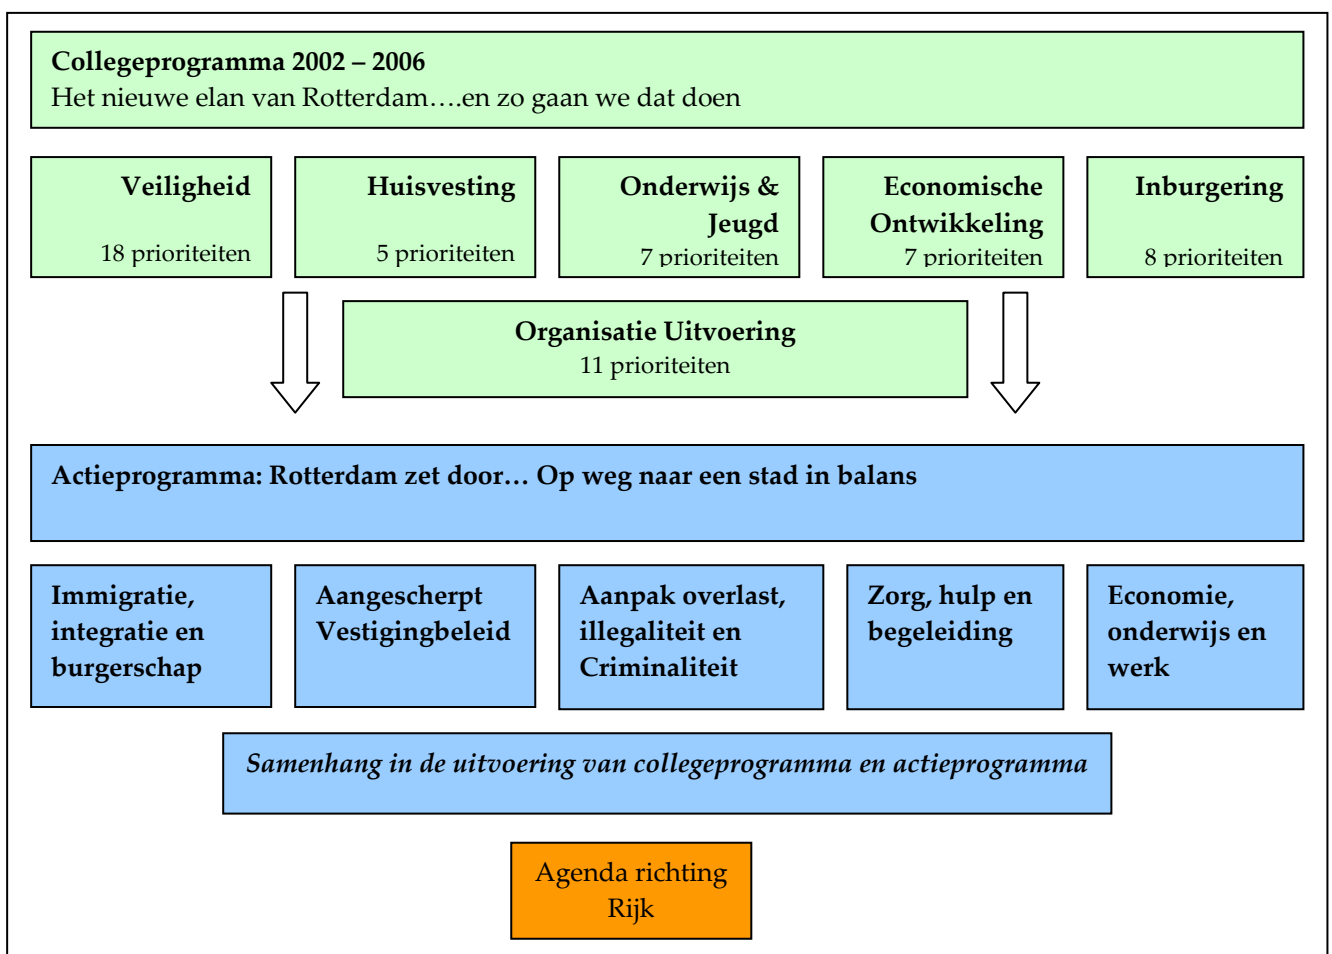 Collegeprogramma 2002 – 2006
Het nieuwe elan van Rotterdam….en zo gaan we dat doen
Veiligheid
18 prioriteiten
Huisvesting
5 prioriteiten
Onderwijs &
Jeugd
7 prioriteiten
Economische
Ontwikkeling
7 prioriteiten
Inburgering
8 prioriteiten
Organisatie Uitvoering
11 prioriteiten
Actieprogramma: Rotterdam zet door… Op weg naar een stad in balans
Immigratie,
integratie en
burgerschap
Aangescherpt
Vestigingbeleid
Aanpak overlast,
illegaliteit en
Criminaliteit
Zorg, hulp en
begeleiding
Economie,
onderwijs en
werk
Samenhang in de uitvoering van collegeprogramma en actieprogramma
Agenda richting
Rijk